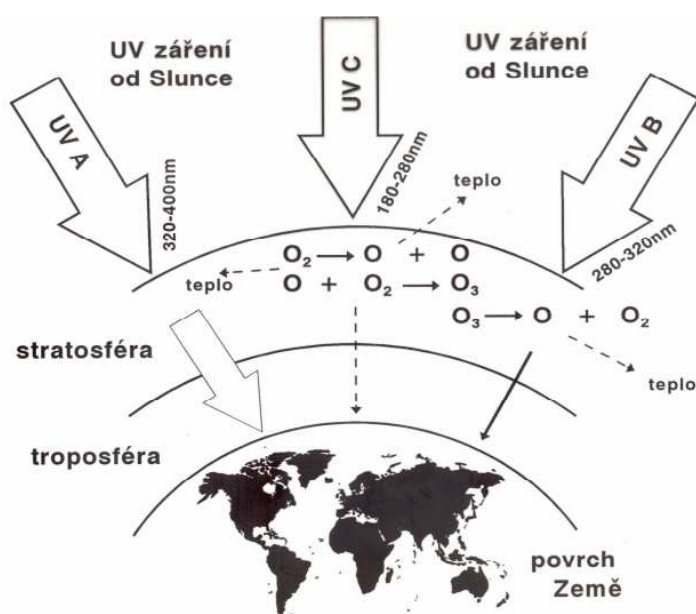 UV záření
od Slunce
UV záření
od Slunce
UV A
UV C
UV B
320-400nm
180-280nm
280-320nm
teplo
O₂ → O + O
teplo
O + O₂ → O₃
O₃ → O + O₂
teplo
stratosféra
troposféra
povrch
Země